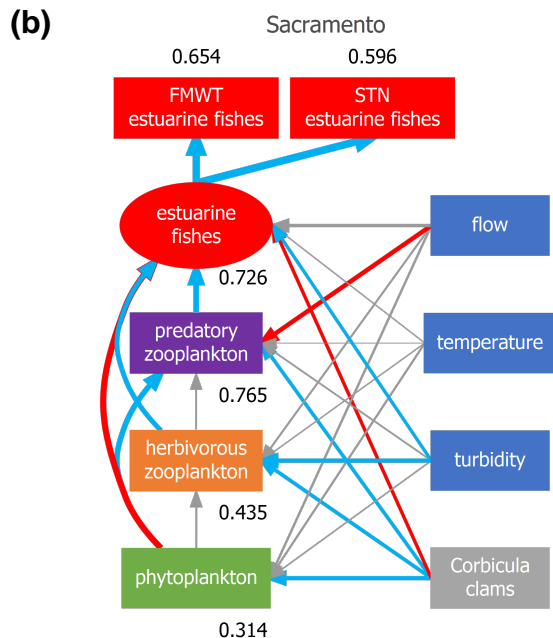 (b)
Sacramento
0.654
0.596
FMWT
estuarine fishes
STN
estuarine fishes
estuarine
fishes
flow
0.726
predatory
zooplankton
temperature
0.765
herbivorous
zooplankton
turbidity
0.435
phytoplankton
Corbicula
clams
0.314